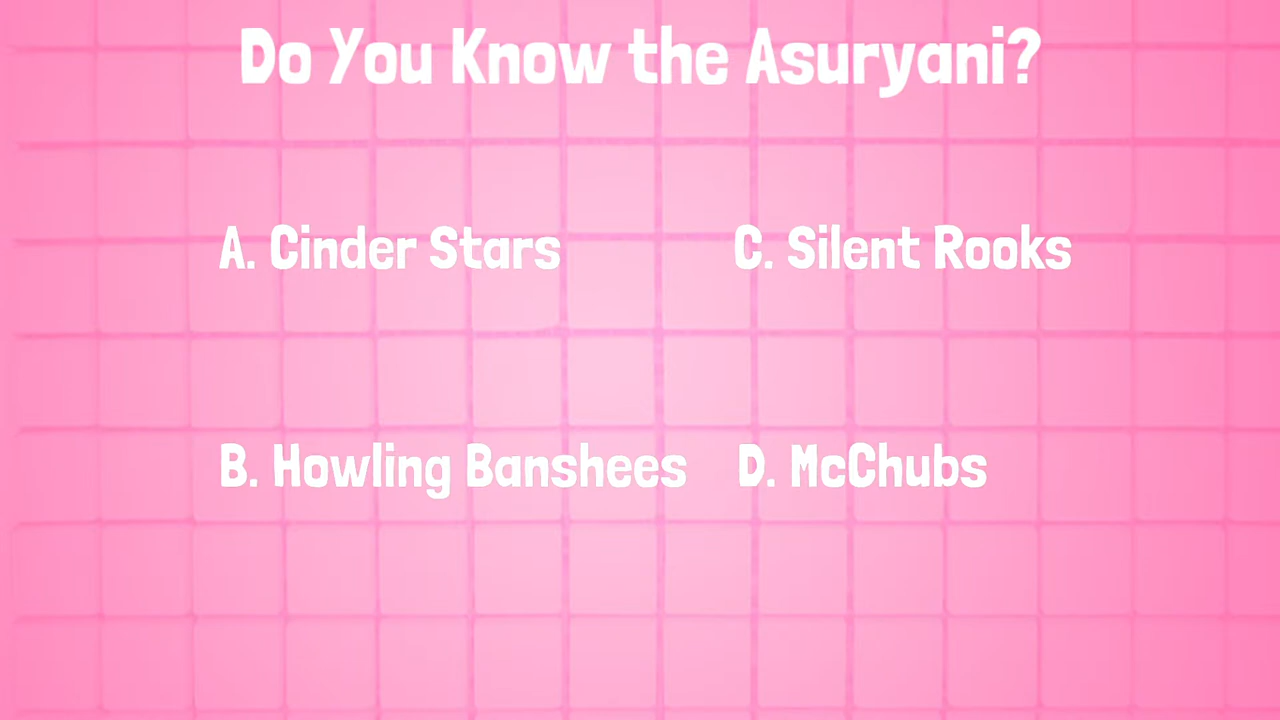 Do You Know the Asuryani?
A. Cinder Stars
C. Silent Rooks
B. Howling Banshees
D. McChubs